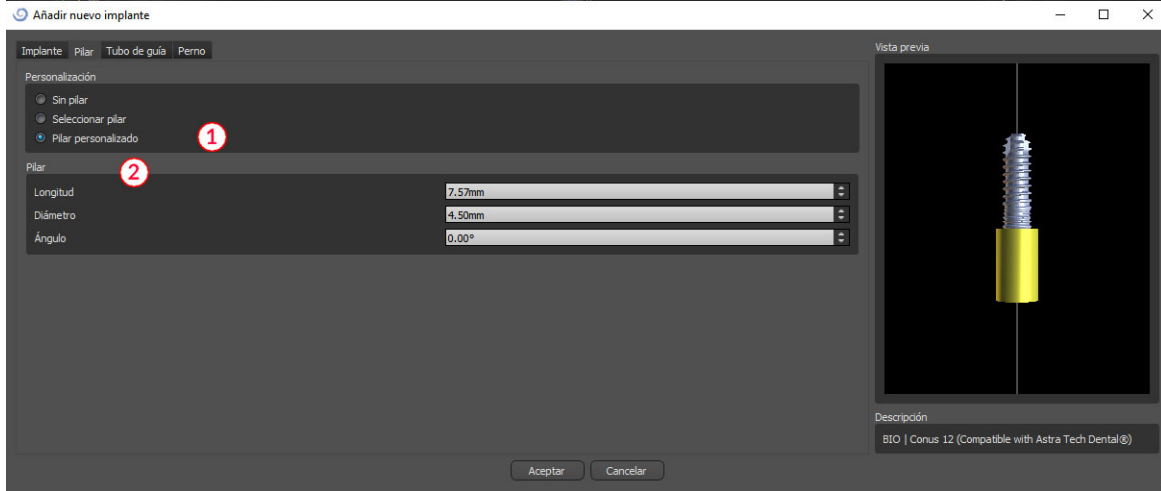 Añadir nuevo implante
Implante Pilar Tubo de guía Perno
Personalización
Sin pilar
Seleccionar pilar
Pilar personalizado
1
Pilar
2
Longitud 7.57mm
Diámetro 4.50mm
Ángulo 0.00°
Vista previa
Descripción
BIO | Conus 12 (Compatible with Astra Tech Dental®)
Aceptar Cancelar